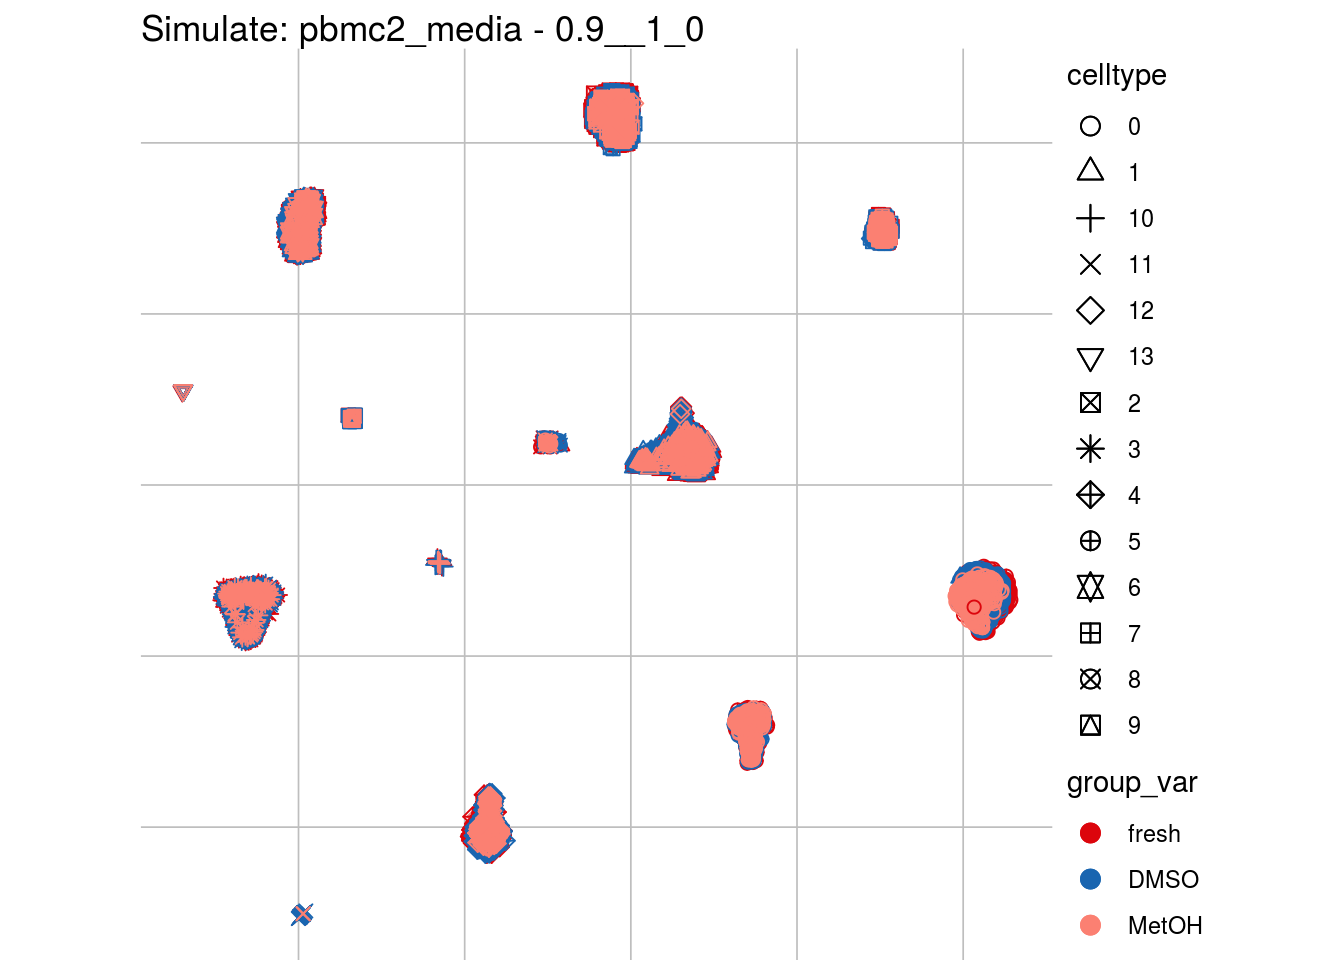 Simulate: pbmc2_media - 0.9__1_0
celltype
0
1
10
11
12
13
2
3
4
5
6
7
8
9
group_var
fresh
DMSO
MetOH